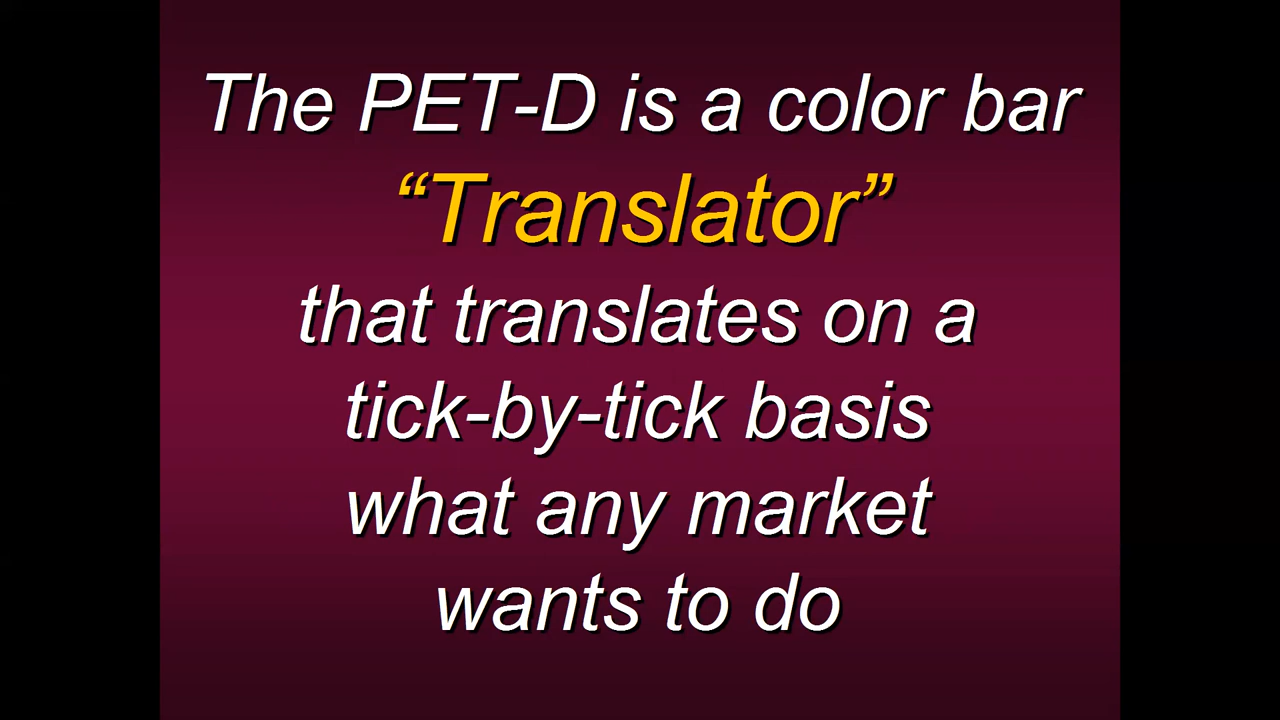 The PET-D is a color bar
“Translator”
that translates on a
tick-by-tick basis
what any market
wants to do